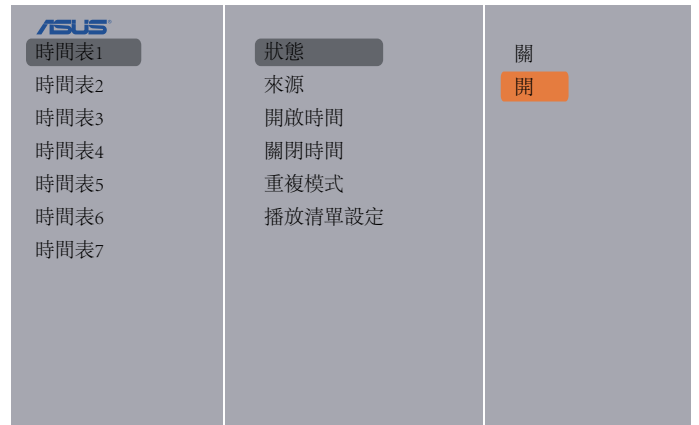 ASUS
時間表1
時間表2
時間表3
時間表4
時間表5
時間表6
時間表7
狀態
來源
開啟時間
關閉時間
重複模式
播放清單設定
關
開